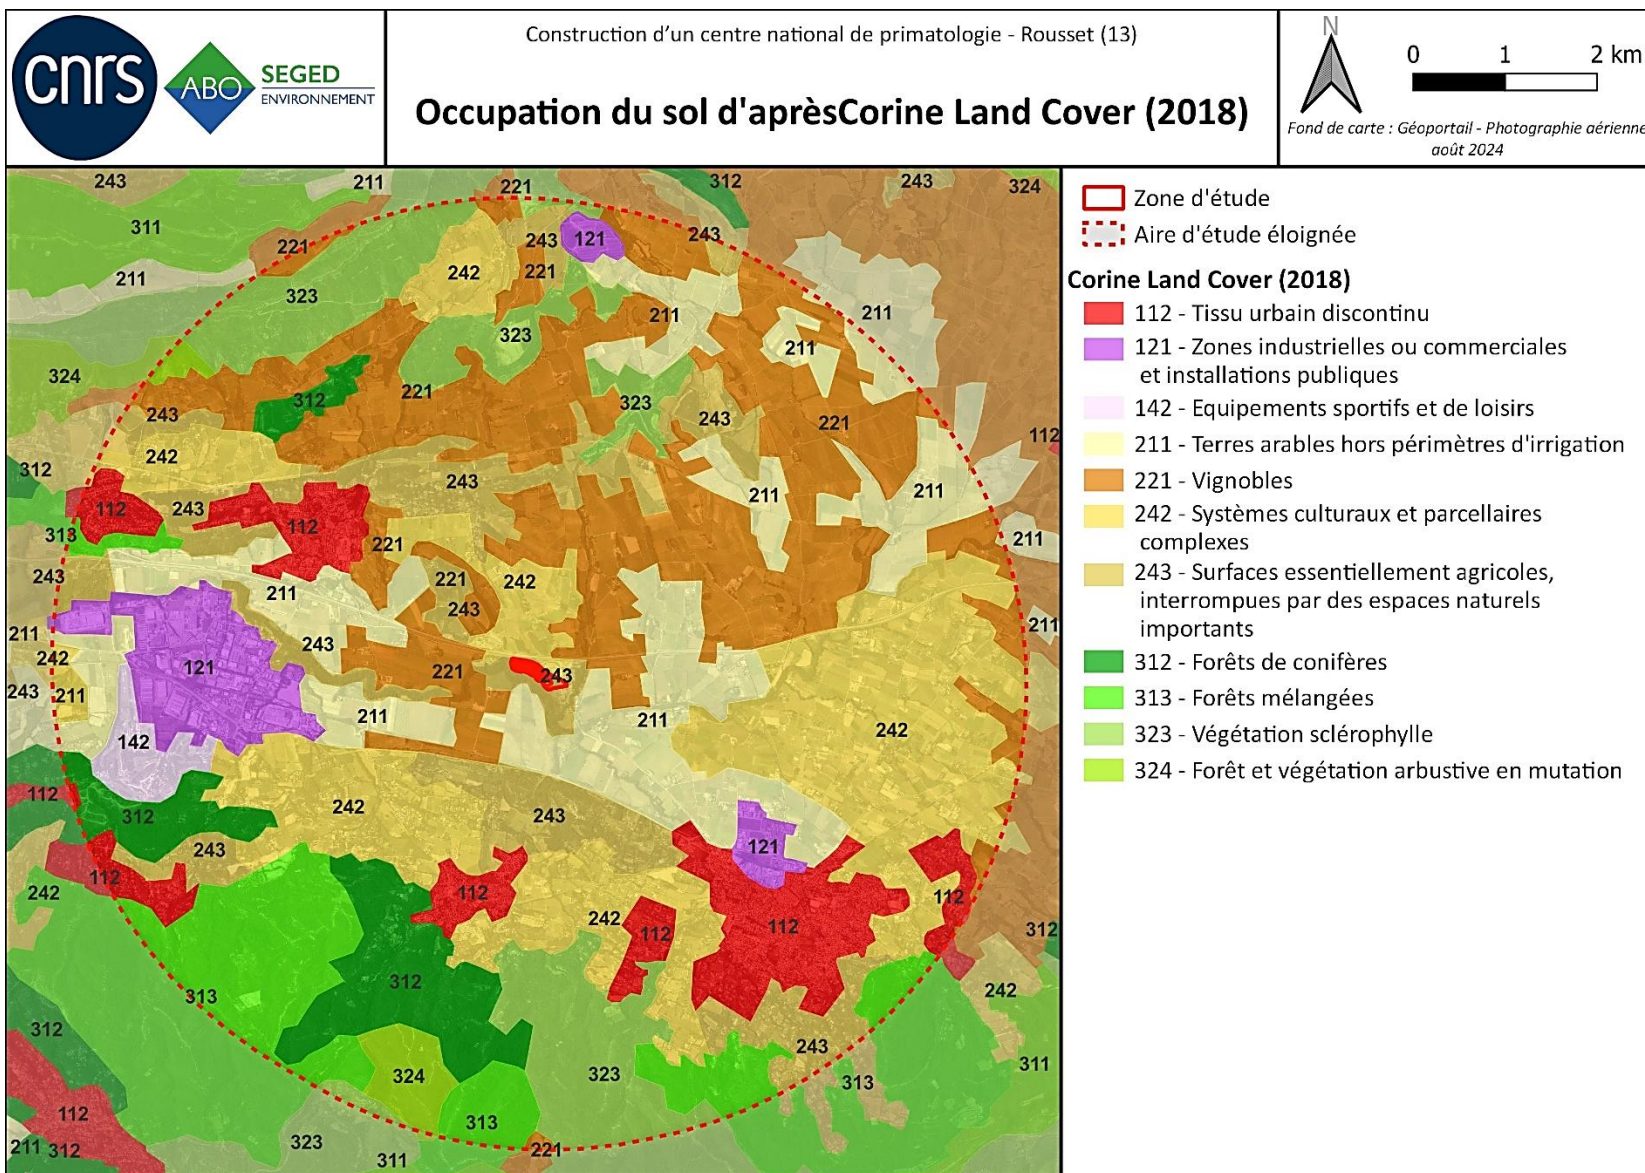 cnrs
ABO
SEGED
ENVIRONNEMENT
Construction d'un centre national de primatologie - Rousset (13)
Occupation du sol d'aprèsCorine Land Cover (2018)
N
0 1 2 km
Fond de carte : Géoportail - Photographie aérienne
août 2024
Zone d'étude
Aire d'étude éloignée
Corine Land Cover (2018)
112 - Tissu urbain discontinu
121 - Zones industrielles ou commerciales
et installations publiques
142 - Equipements sportifs et de loisirs
211 - Terres arables hors périmètres d'irrigation
221 - Vignobles
242 - Systèmes culturaux et parcellaires
complexes
243 - Surfaces essentiellement agricoles,
interrompues par des espaces naturels
importants
312 - Forêts de conifères
313 - Forêts mélangées
323 - Végétation sclérophylle
324 - Forêt et végétation arbustive en mutation
243 211 221 312 243 324
311 221 243 121 243
211 323 242 221 211 211
323 211
324 312 221 323 243 221
243 112
312 242 243 211 211
112 243 112
313 221 211
243 211 221 243 242
211 243 211
242 121 221 243
243 211 211 211 242
142
112 312 242 243
243 121
242 112 112 242 112 112 112 312
313 312 242
312 324 323 243 313 311
112 313
211 312 323 311 221